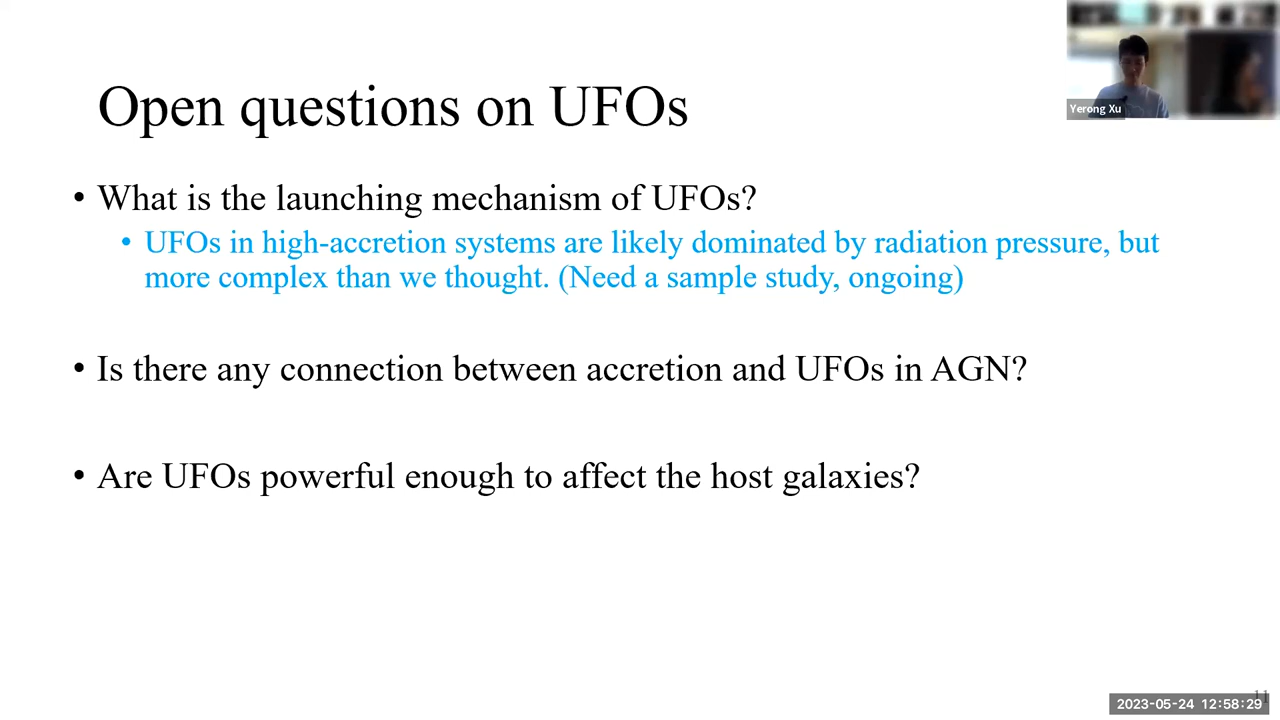 Yerong Xu
Open questions on UFOs
• What is the launching mechanism of UFOs?
• UFOs in high-accretion systems are likely dominated by radiation pressure, but
more complex than we thought. (Need a sample study, ongoing)
• Is there any connection between accretion and UFOs in AGN?
• Are UFOs powerful enough to affect the host galaxies?
11
2023-05-24 12:58:29